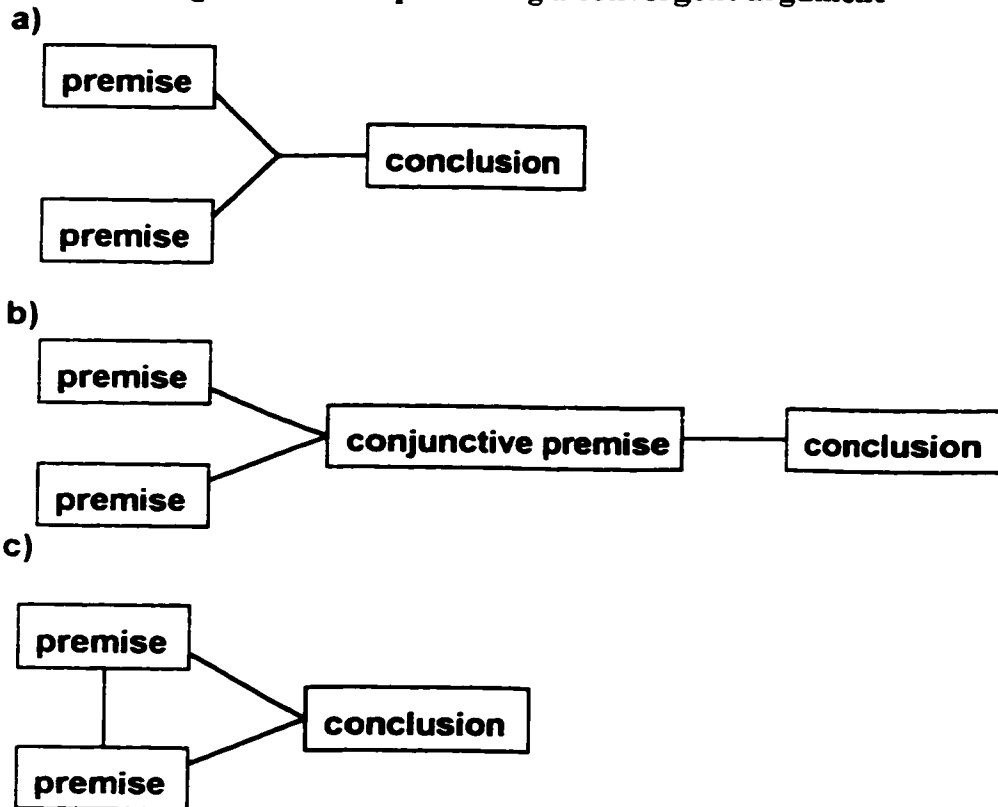 a)
premise
conclusion
premise
b)
premise
conjunctive premise
conclusion
premise
c)
premise
conclusion
premise